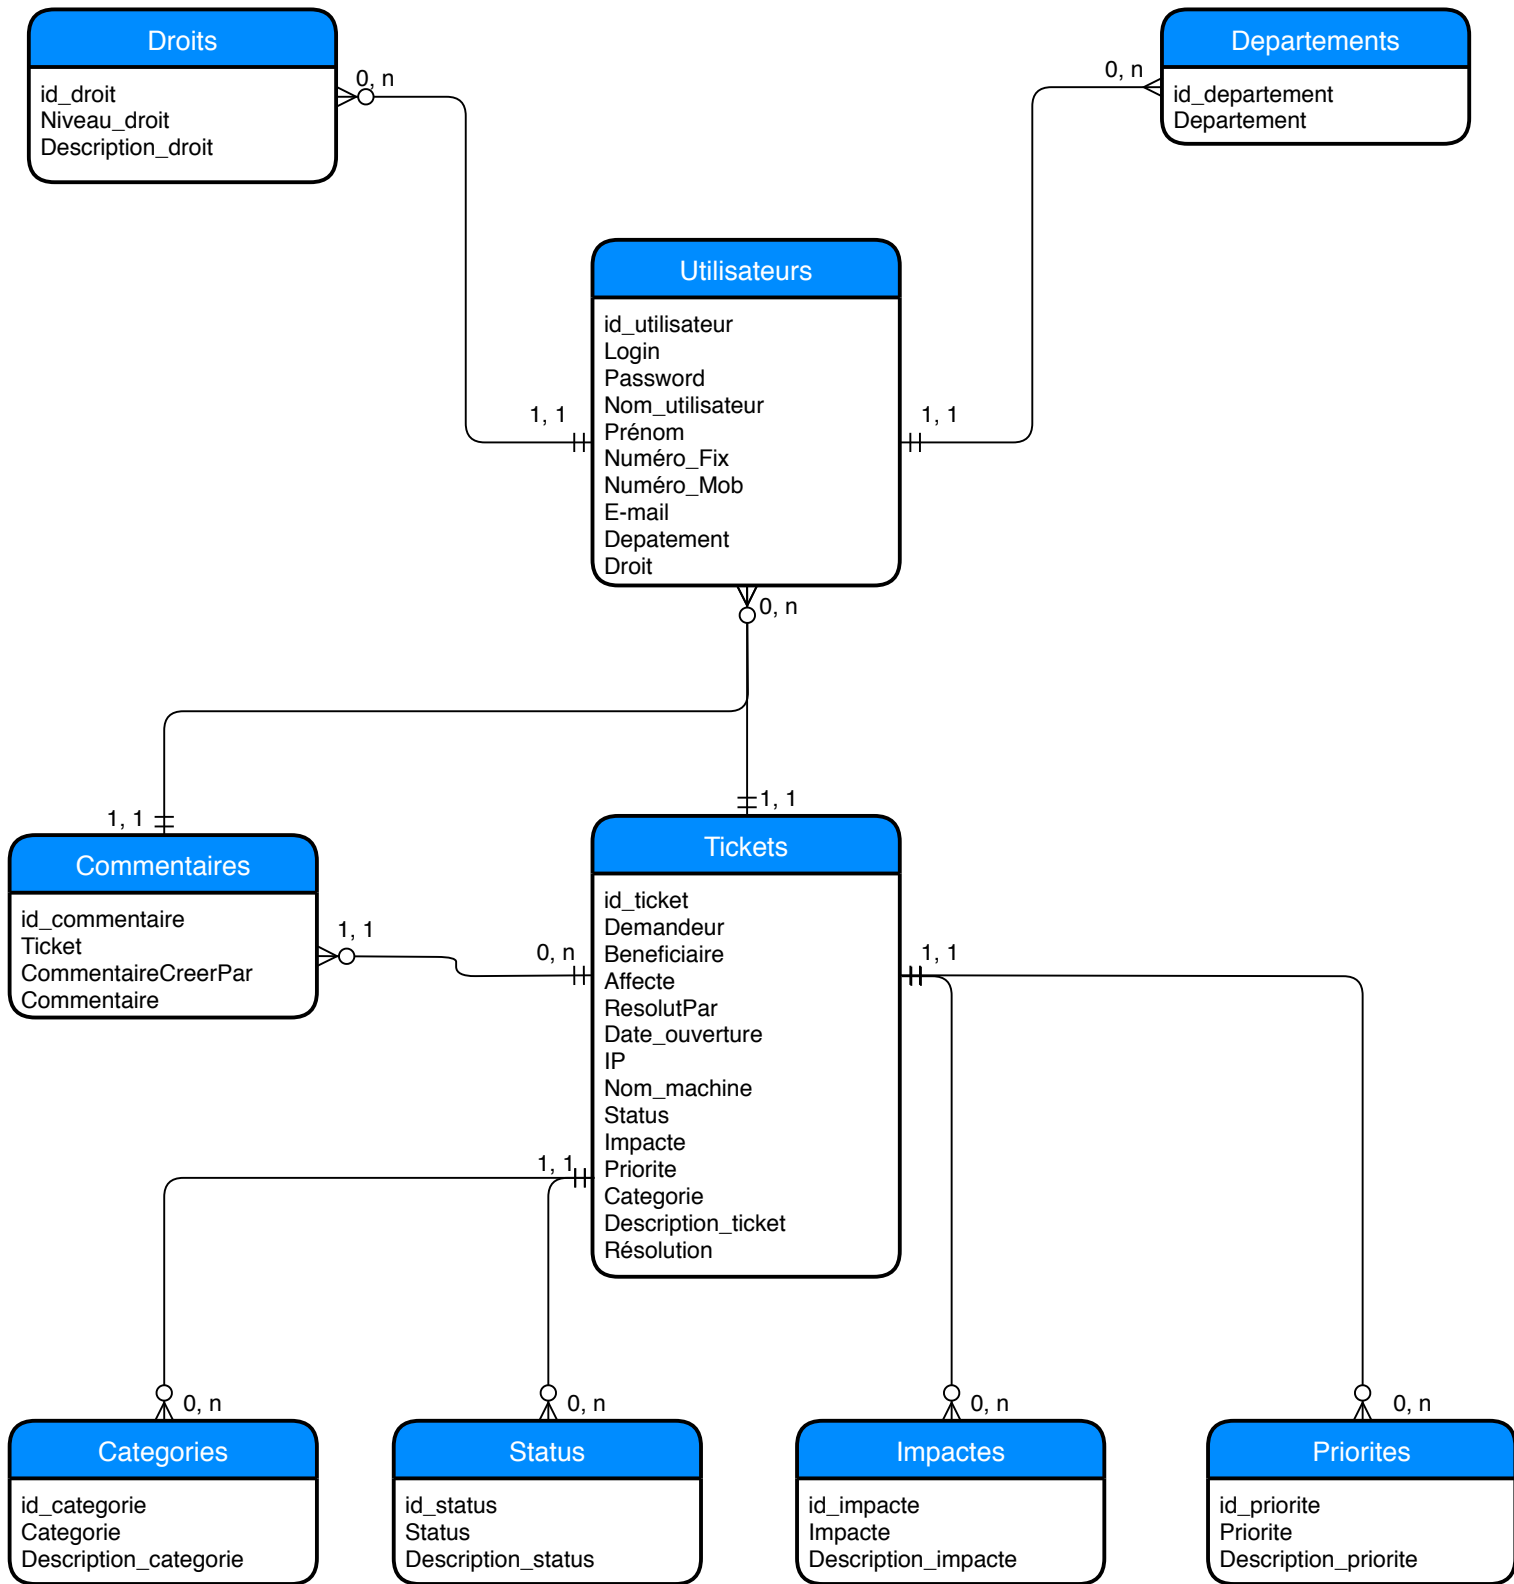 Droits
id_droit
Niveau_droit
Description_droit
0, n
Departements
id_departement
Departement
0, n
Utilisateurs
id_utilisateur
Login
Password
Nom_utilisateur
Prénom
Numéro_Fix
Numéro_Mob
E-mail
Depatement
Droit
1, 1
1, 1
0, n
1, 1
1, 1
Commentaires
id_commentaire
Ticket
CommentaireCreerPar
Commentaire
1, 1
0, n
Tickets
id_ticket
Demandeur
Beneficiaire
Affecte
ResolutPar
Date_ouverture
IP
Nom_machine
Status
Impacte
Priorite
Categorie
Description_ticket
Résolution
1, 1
1, 1
0, n
0, n
0, n
0, n
Categories
id_categorie
Categorie
Description_categorie
Status
id_status
Status
Description_status
Impactes
id_impacte
Impacte
Description_impacte
Priorites
id_priorite
Priorite
Description_priorite